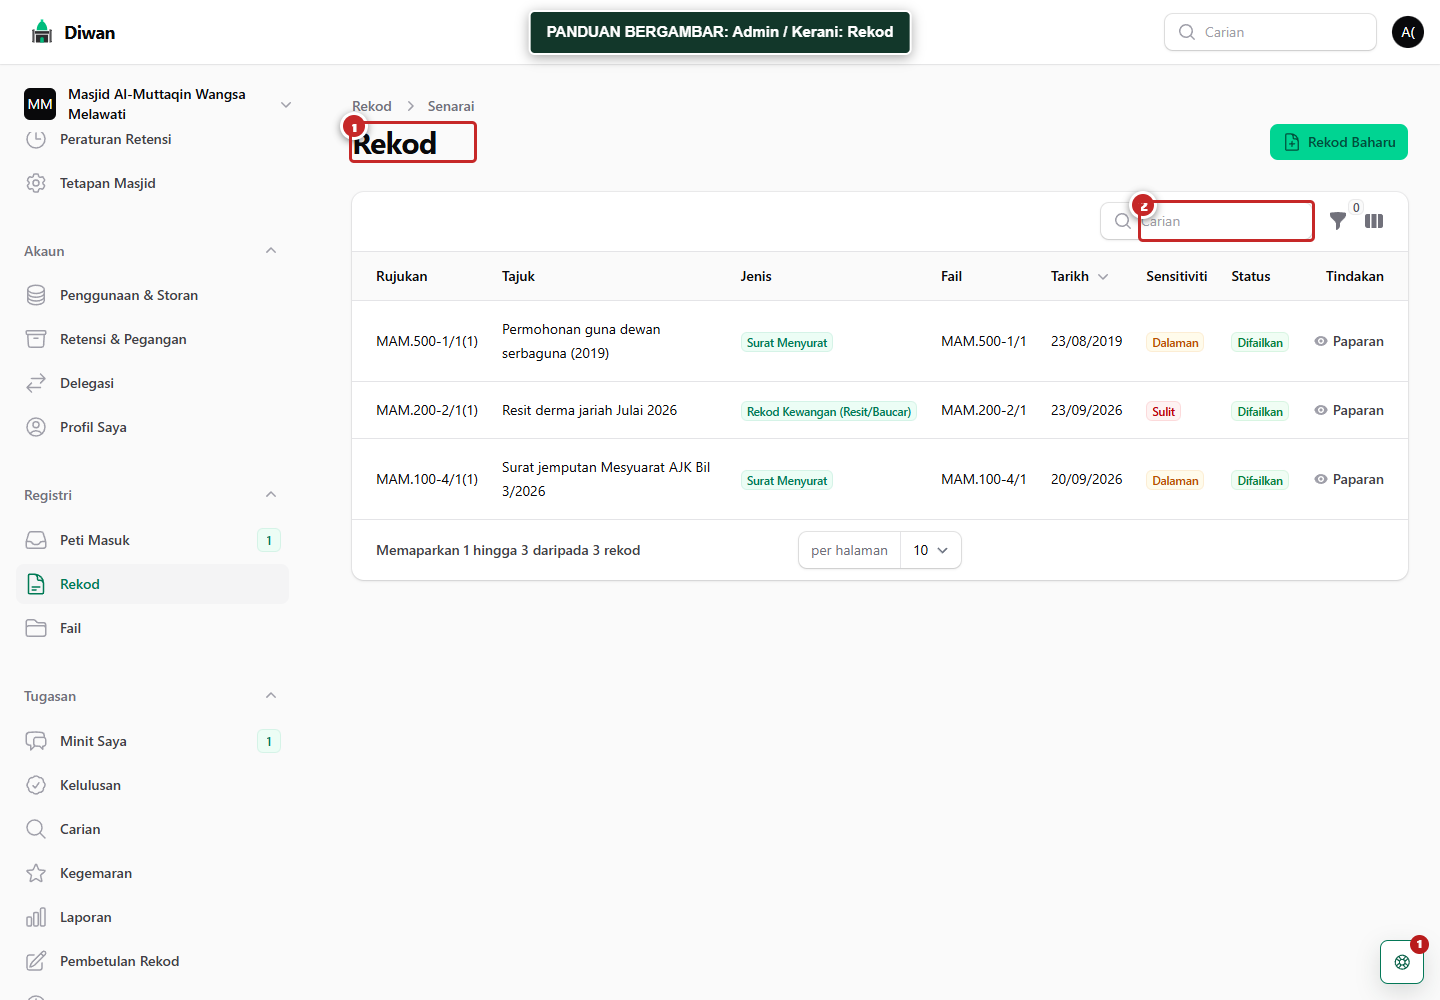 Diwan
PANDUAN BERGAMBAR: Admin / Kerani: Rekod
Carian
A(
MM
Masjid Al-Muttaqin Wangsa
Melawati
Peraturan Retensi
Tetapan Masjid
Akaun
Penggunaan & Storan
Retensi & Pegangan
Delegasi
Profil Saya
Registri
Peti Masuk 1
Rekod
Fail
Tugasan
Minit Saya 1
Kelulusan
Carian
Kegemaran
Laporan
Pembetulan Rekod
Rekod > Senarai
1
Rekod
Rekod Baharu
2
Carian
0
Rujukan Tajuk Jenis Fail Tarikh Sensitiviti Status Tindakan
MAM.500-1/1(1) Permohonan guna dewan serbaguna (2019) Surat Menyurat MAM.500-1/1 23/08/2019 Dalaman Difailkan Paparan
MAM.200-2/1(1) Resit derma jariah Julai 2026 Rekod Kewangan (Resit/Baucar) MAM.200-2/1 23/09/2026 Sulit Difailkan Paparan
MAM.100-4/1(1) Surat jemputan Mesyuarat AJK Bil 3/2026 Surat Menyurat MAM.100-4/1 20/09/2026 Dalaman Difailkan Paparan
Memaparkan 1 hingga 3 daripada 3 rekod
per halaman 10
1